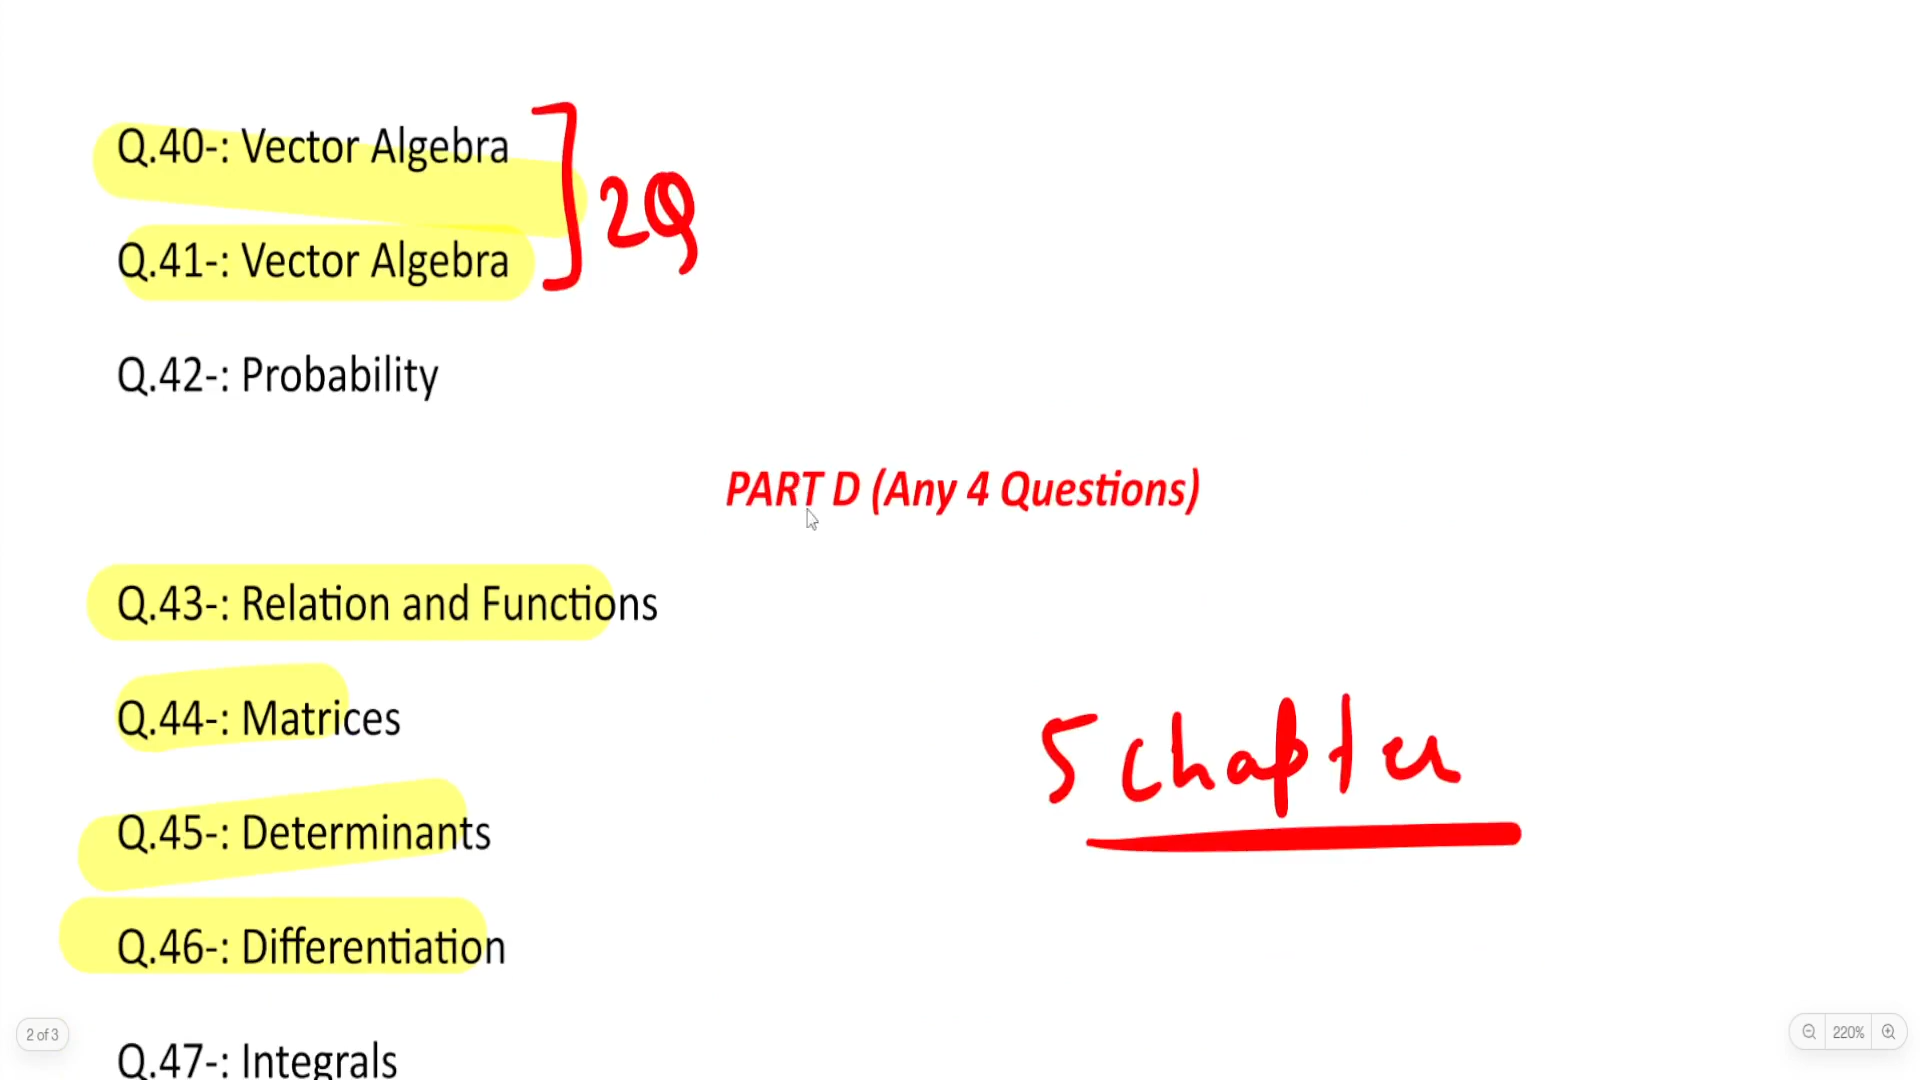 Q.40-: Vector Algebra
2Q
Q.41-: Vector Algebra
Q.42-: Probability
PART D (Any 4 Questions)
Q.43-: Relation and Functions
Q.44-: Matrices
5 Chapter
Q.45-: Determinants
Q.46-: Differentiation
2 of 3
220%
Q.47-: Integrals